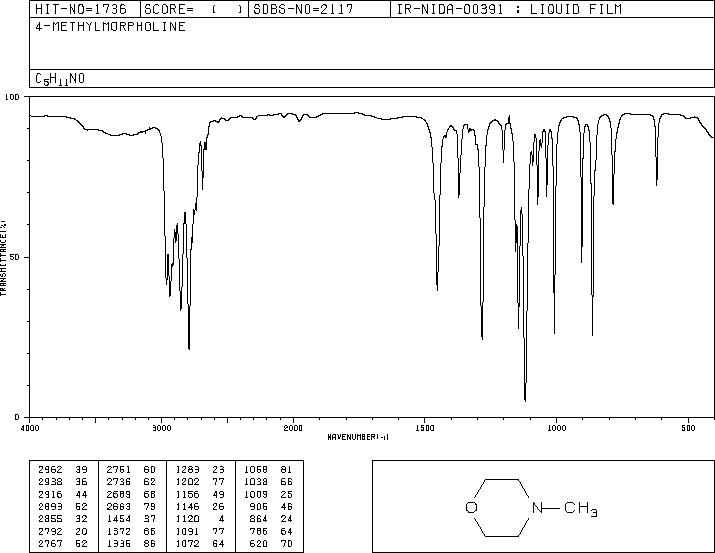 HIT-NO=1736 SCORE= ( ) SDBS-NO=2117 IR-NIDA-00391 : LIQUID FILM
4-METHYLMORPHOLINE
C5H11NO
100
50
0
TRANSMITTANCE(%)
4000 3000 2000 1500 1000 500
WAVENUMBER(-1)
2962 39 2751 60 1283 23 1068 81
2938 36 2736 62 1202 77 1038 66
2916 44 2689 68 1156 49 1009 25
2893 52 2663 79 1146 26 906 46
2855 32 1454 37 1120 4 864 24
2792 20 1372 66 1091 77 786 64
2767 52 1336 86 1072 64 620 70
O N—CH3